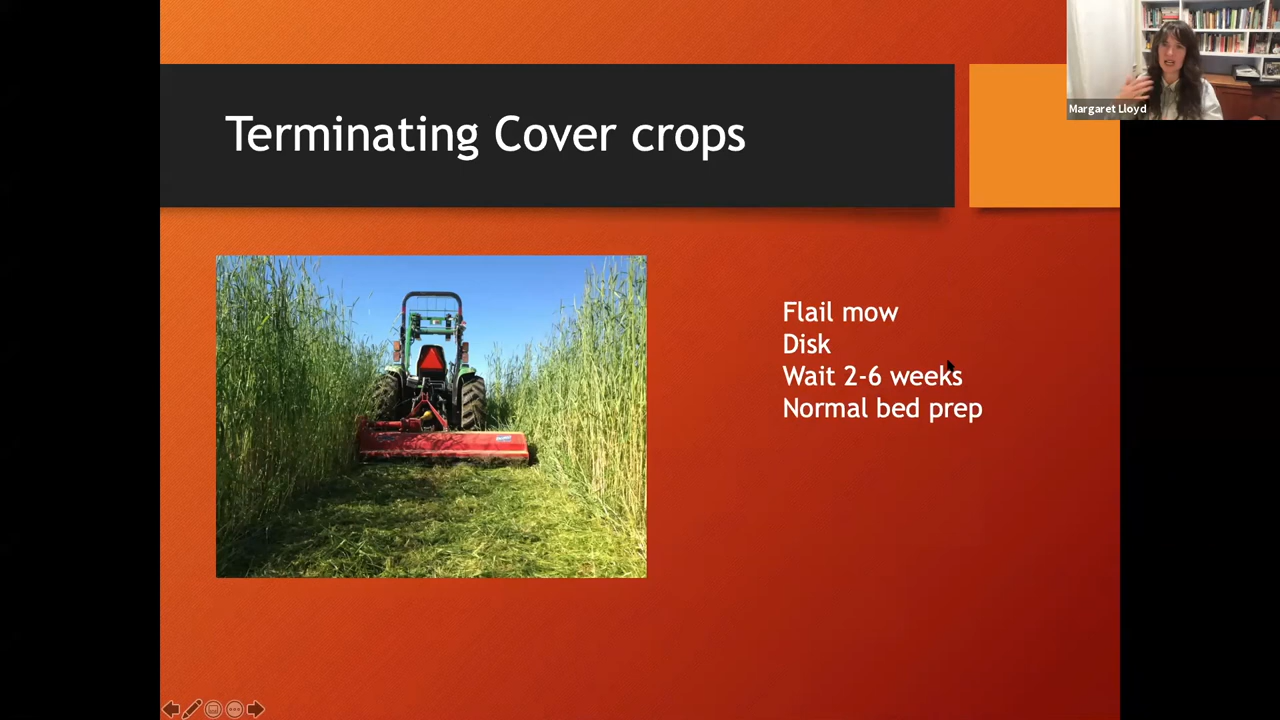 Terminating Cover crops
Margaret Lloyd
Flail mow
Disk
Wait 2-6 weeks
Normal bed prep